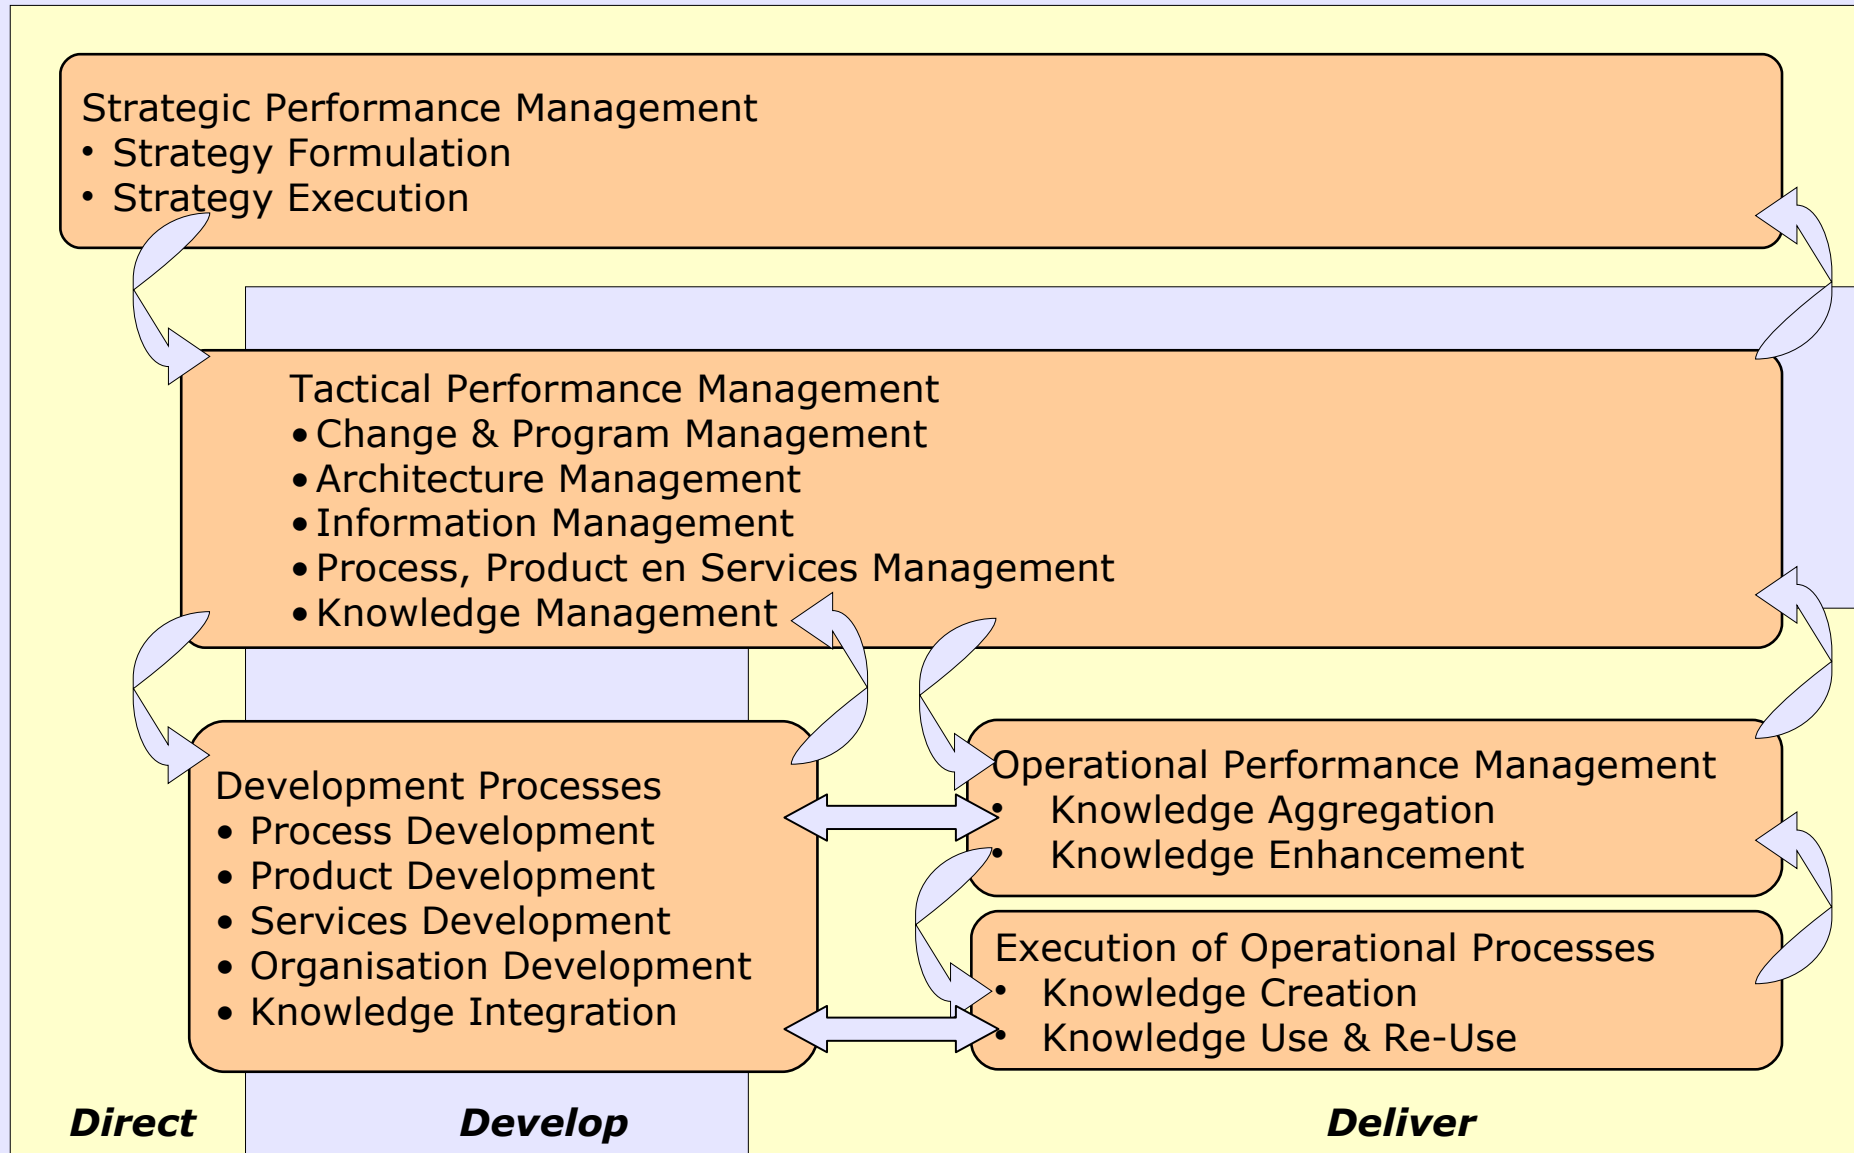 Strategic Performance Management
• Strategy Formulation
• Strategy Execution
Tactical Performance Management
• Change & Program Management
• Architecture Management
• Information Management
• Process, Product en Services Management
• Knowledge Management
Development Processes
• Process Development
• Product Development
• Services Development
• Organisation Development
• Knowledge Integration
Operational Performance Management
• Knowledge Aggregation
• Knowledge Enhancement
Execution of Operational Processes
• Knowledge Creation
• Knowledge Use & Re-Use
Direct
Develop
Deliver